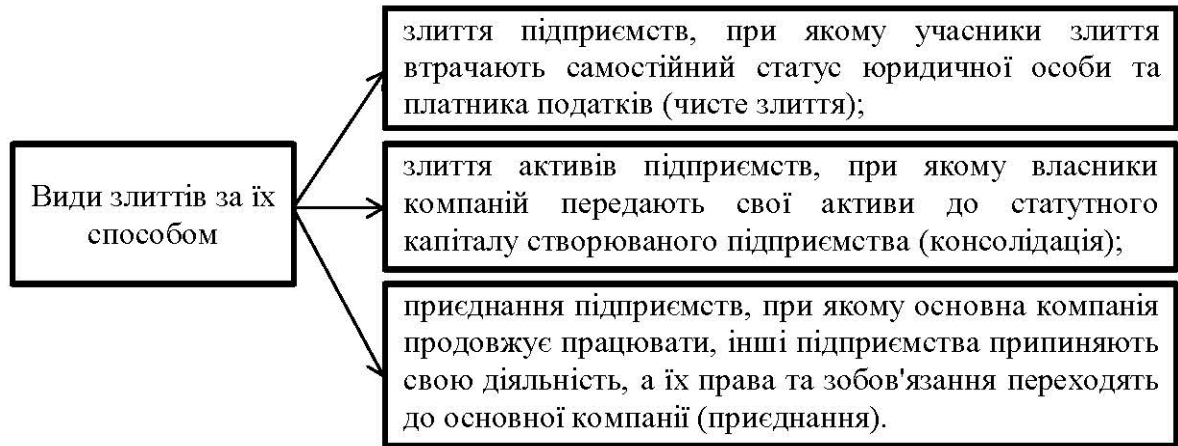 Види злиттів за їх
способом
злиття підприємств, при якому учасники злиття
втрачають самостійний статус юридичної особи та
платника податків (чисте злиття);
злиття активів підприємств, при якому власники
компаній передають свої активи до статутного
капіталу створюваного підприємства (консолідація);
приєднання підприємств, при якому основна компанія
продовжує працювати, інші підприємства припиняють
свою діяльність, а їх права та зобов'язання переходять
до основної компанії (приєднання).